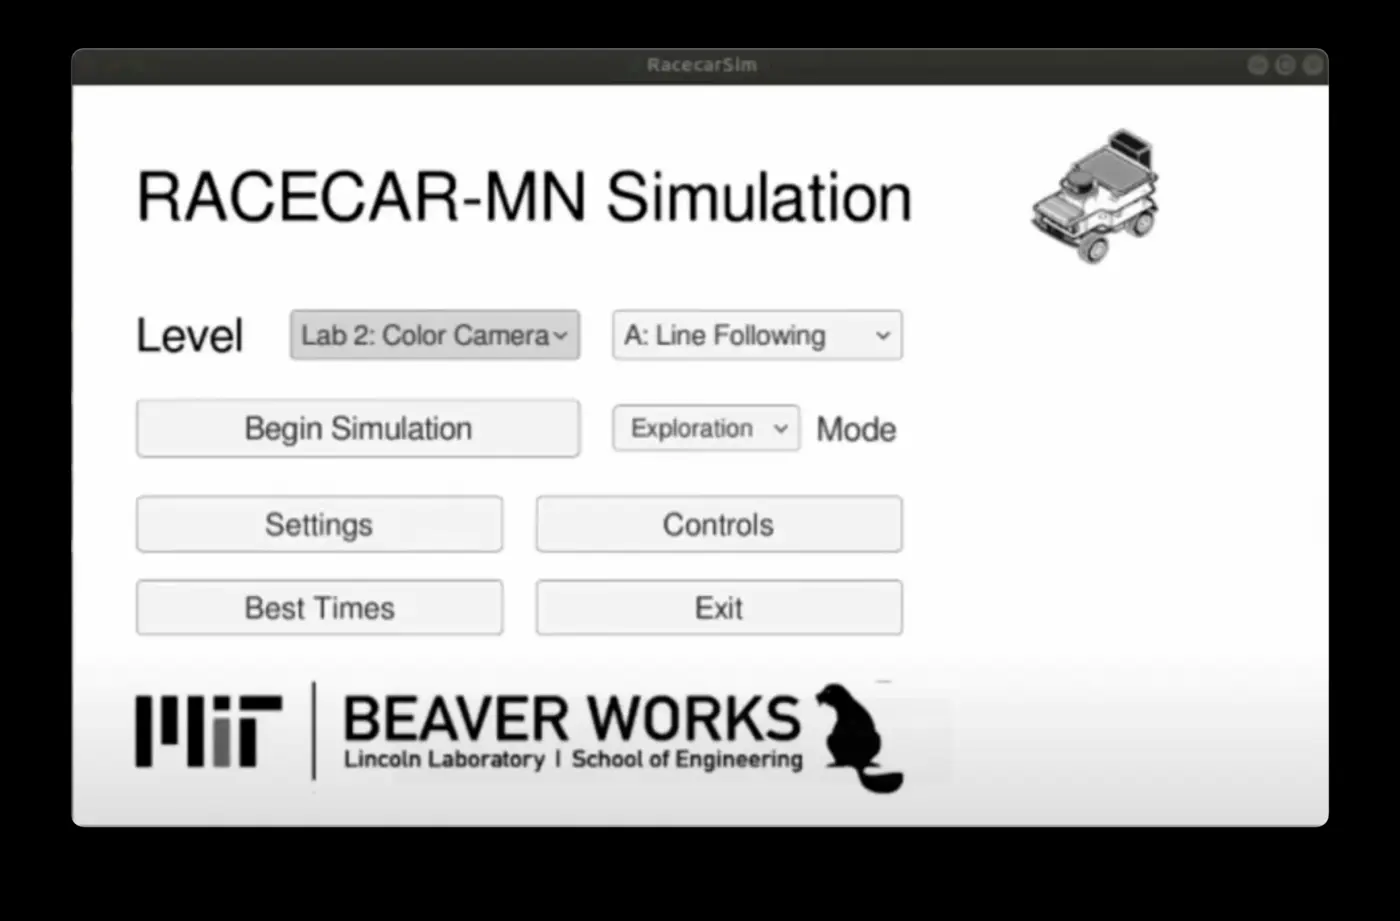 RacecarSim
RACECAR-MN Simulation
Level
Lab 2: Color Camera
A: Line Following
Begin Simulation
Exploration
Mode
Settings
Controls
Best Times
Exit
MIT
BEAVER WORKS
Lincoln Laboratory | School of Engineering